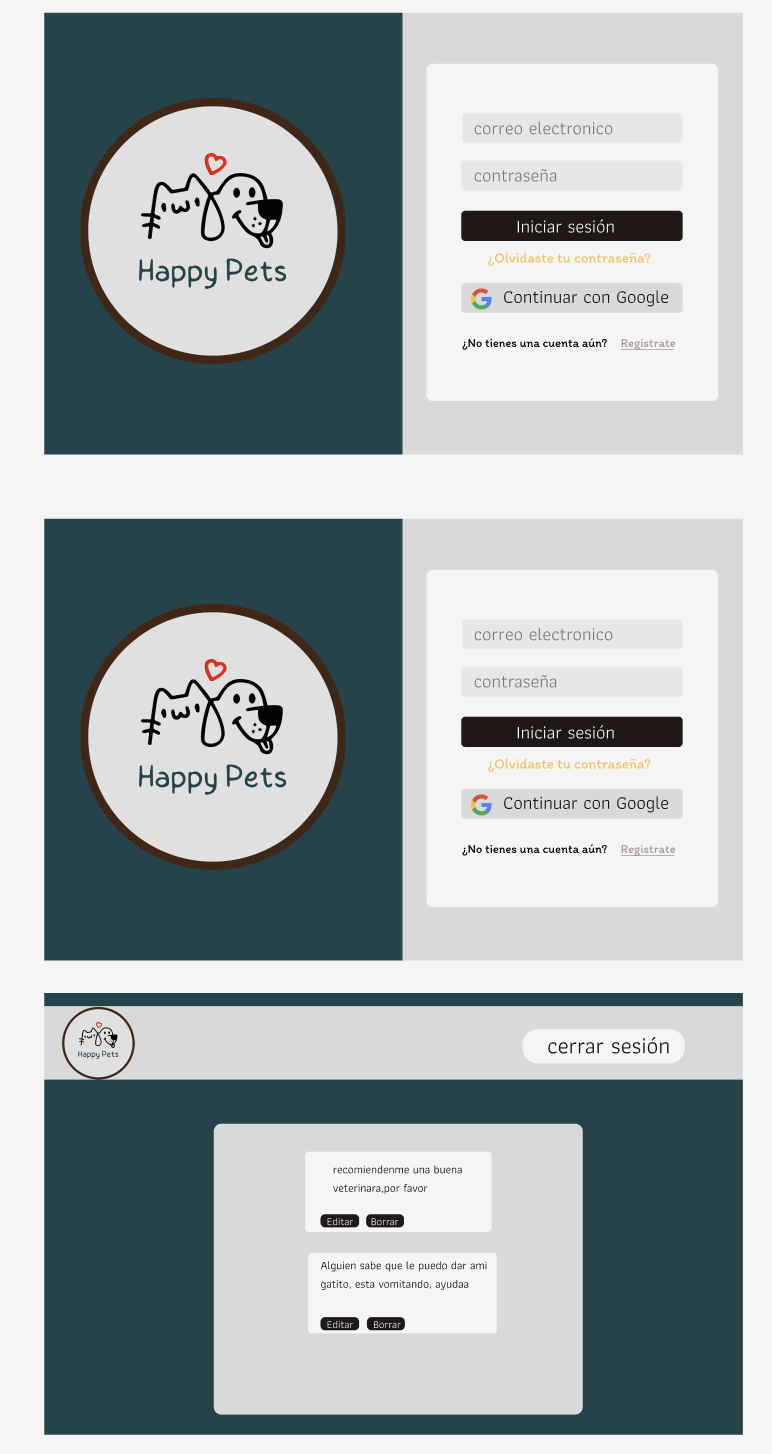 Happy Pets
correo electronico
contraseña
Iniciar sesión
¿Olvidaste tu contraseña?
Continuar con Google
¿No tienes una cuenta aún? Registrate
Happy Pets
correo electronico
contraseña
Iniciar sesión
¿Olvidaste tu contraseña?
Continuar con Google
¿No tienes una cuenta aún? Registrate
Happy Pets
cerrar sesión
recomiendenme una buena
veterinara,por favor
Editar Borrar
Alguien sabe que le puedo dar ami
gatito, esta vomitando, ayudaa
Editar Borrar